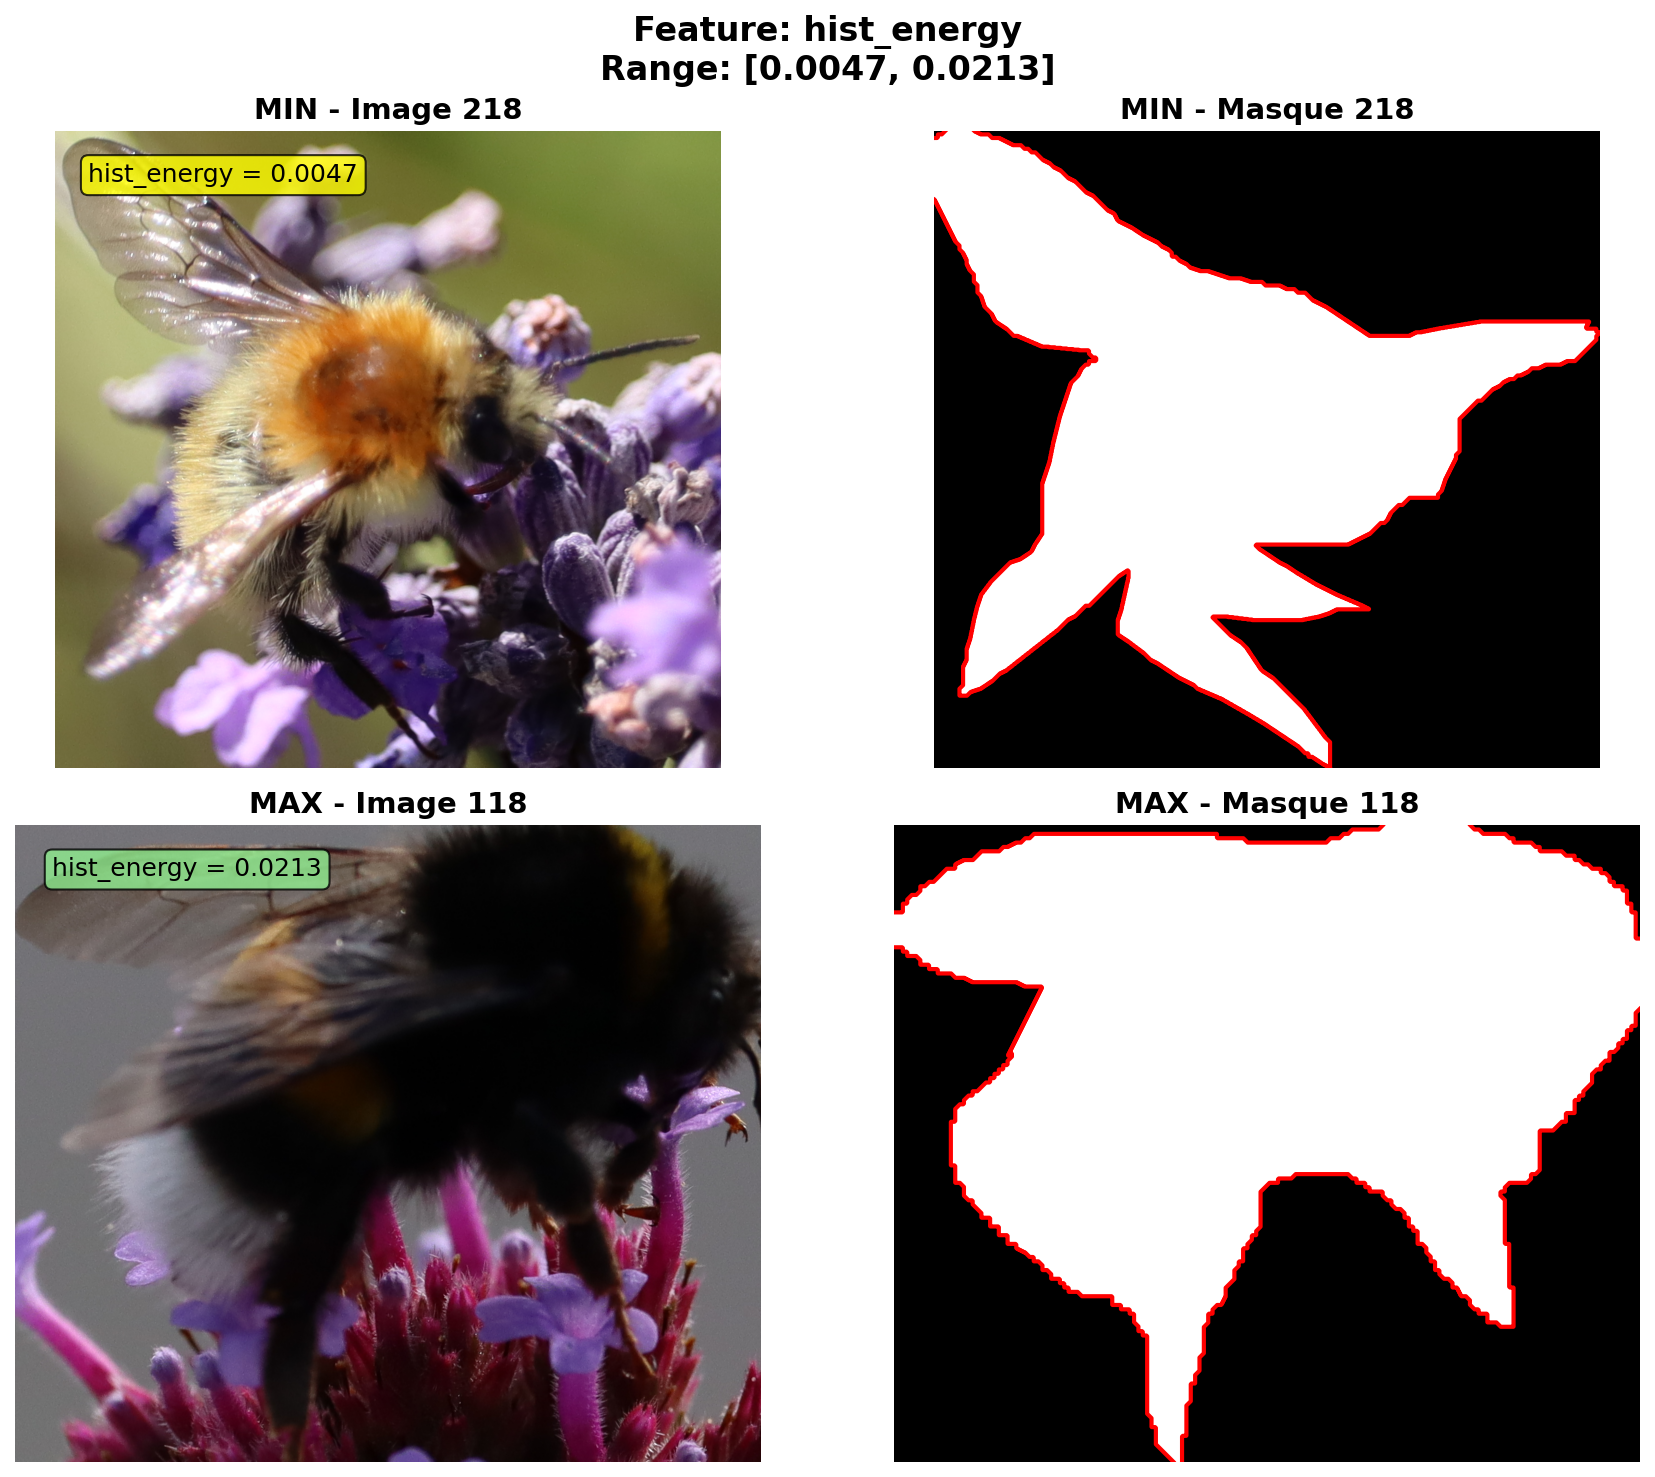 Feature: hist_energy
Range: [0.0047, 0.0213]
MIN - Image 218
MIN - Masque 218
hist_energy = 0.0047
MAX - Image 118
MAX - Masque 118
hist_energy = 0.0213